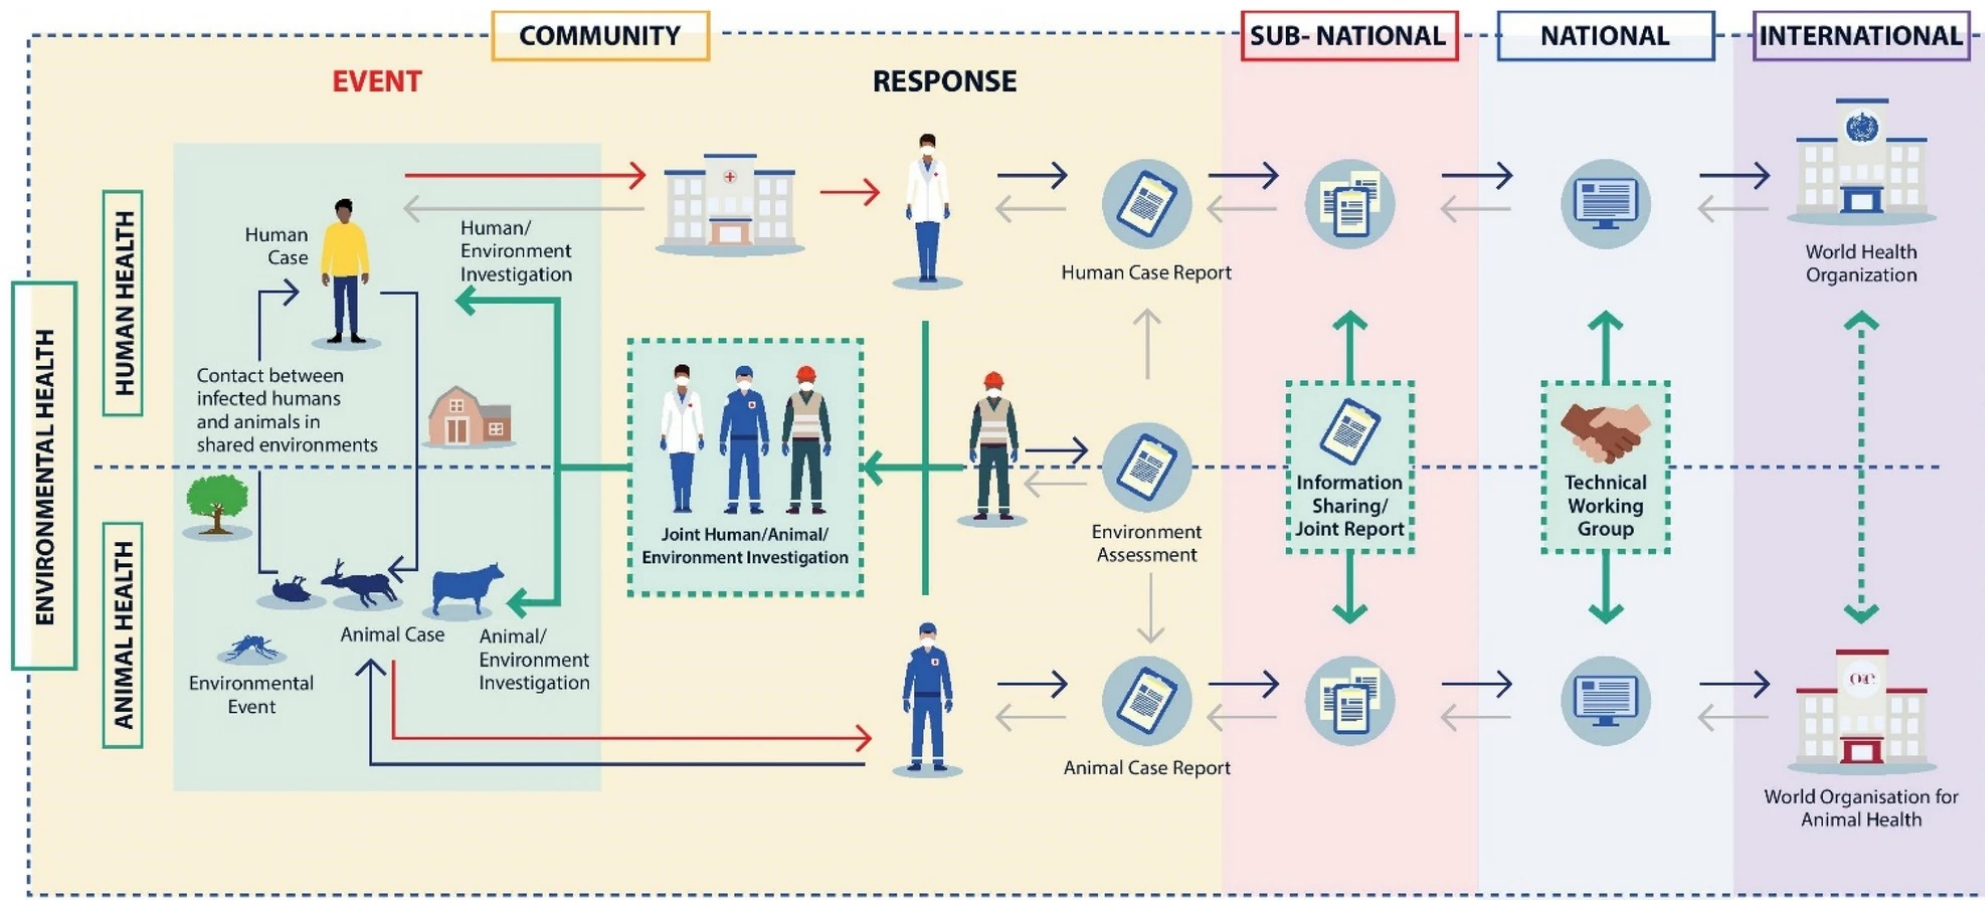 COMMUNITY
SUB- NATIONAL
NATIONAL
INTERNATIONAL
EVENT
RESPONSE
ENVIRONMENTAL HEALTH
HUMAN HEALTH
ANIMAL HEALTH
Human
Case
Human/
Environment
Investigation
Contact between
infected humans
and animals in
shared environments
Animal Case
Animal/
Environment
Investigation
Environmental
Event
Joint Human/Animal/
Environment Investigation
Human Case Report
Environment
Assessment
Animal Case Report
Information
Sharing/
Joint Report
Technical
Working
Group
World Health
Organization
World Organisation for
Animal Health